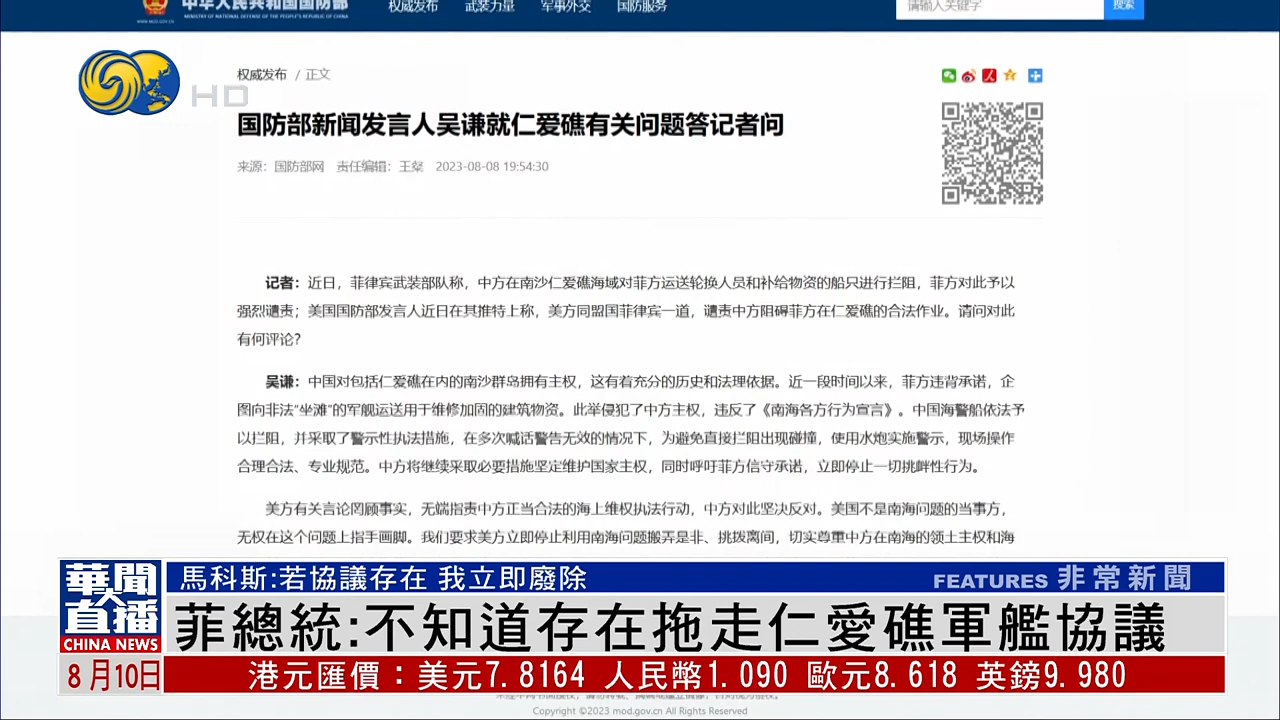 中华人民共和国国防部
MINISTRY OF NATIONAL DEFENSE OF THE PEOPLE'S REPUBLIC OF CHINA
WWW.MOD.GOV.CN
权威发布 武装力量 军事外交 国防服务
请输入关键字 搜索
权威发布 / 正文
HD
国防部新闻发言人吴谦就仁爱礁有关问题答记者问
来源：国防部网 责任编辑：王粲 2023-08-08 19:54:30
记者：近日，菲律宾武装部队称，中方在南沙仁爱礁海域对菲方运送轮换人员和补给物资的船只进行拦阻，菲方对此予以
强烈谴责；美国国防部发言人近日在其推特上称，美方同盟国菲律宾一道，谴责中方阻碍菲方在仁爱礁的合法作业。请问对此
有何评论？
吴谦：中国对包括仁爱礁在内的南沙群岛拥有主权，这有着充分的历史和法理依据。近一段时间以来，菲方违背承诺，企
图向非法“坐滩”的军舰运送用于维修加固的建筑物资。此举侵犯了中方主权，违反了《南海各方行为宣言》。中国海警船依法予
以拦阻，并采取了警示性执法措施，在多次喊话警告无效的情况下，为避免直接拦阻出现碰撞，使用水炮实施警示，现场操作
合理合法、专业规范。中方将继续采取必要措施坚定维护国家主权，同时呼吁菲方信守承诺，立即停止一切挑衅性行为。
美方有关言论罔顾事实，无端指责中方正当合法的海上维权执法行动，中方对此坚决反对。美国不是南海问题的当事方，
无权在这个问题上指手画脚。我们要求美方立即停止利用南海问题搬弄是非、挑拨离间，切实尊重中方在南海的领土主权和海
華聞大直播
CHINA NEWS
馬科斯:若協議存在 我立即廢除
FEATURES 非常新聞
菲總統:不知道存在拖走仁愛礁軍艦協議
8月10日
港元匯價：美元7.8164 人民幣1.090 歐元8.618 英鎊9.980
Copyright ©2023 mod.gov.cn All Rights Reserved